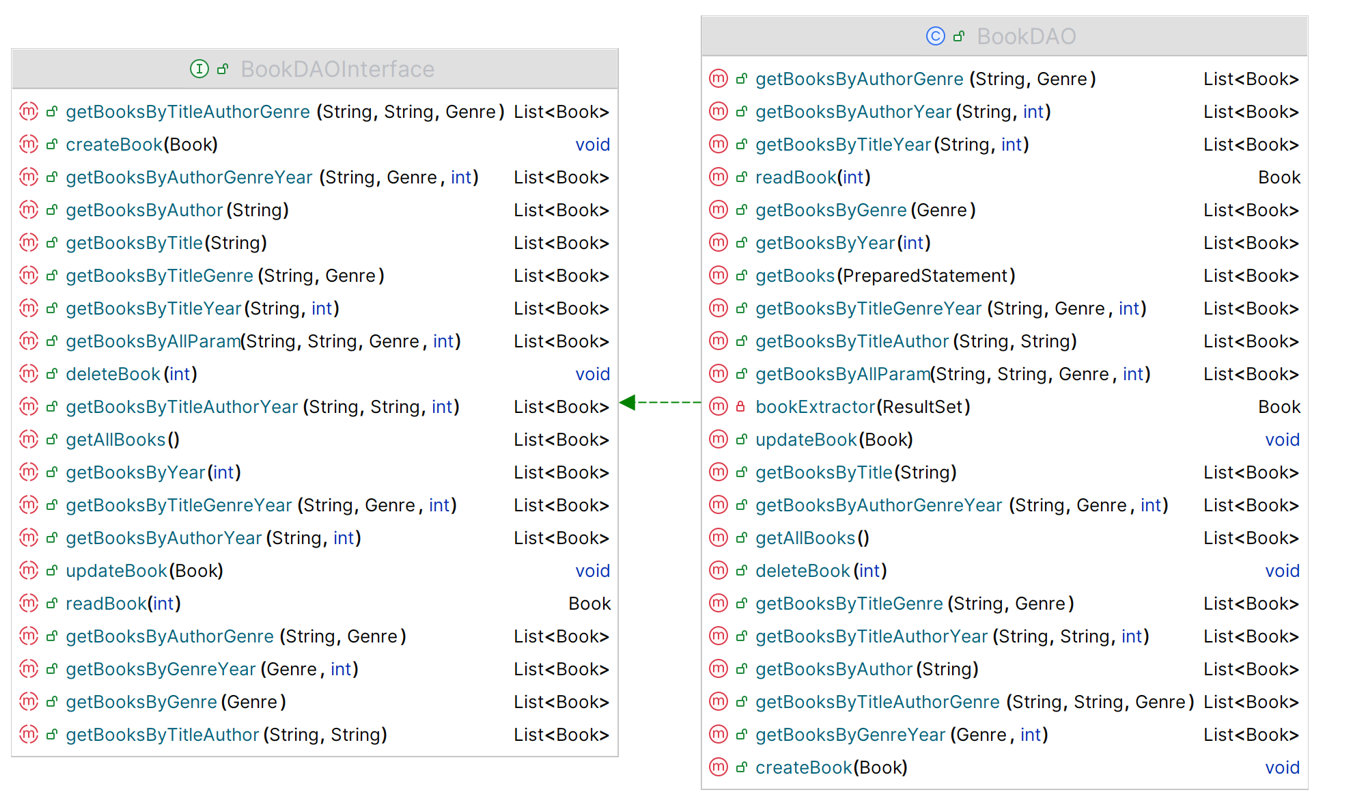 BookDAOInterface
getBooksByTitleAuthorGenre (String, String, Genre) List<Book>
createBook(Book) void
getBooksByAuthorGenreYear (String, Genre, int) List<Book>
getBooksByAuthor(String) List<Book>
getBooksByTitle(String) List<Book>
getBooksByTitleGenre (String, Genre) List<Book>
getBooksByTitleYear(String, int) List<Book>
getBooksByAllParam(String, String, Genre, int) List<Book>
deleteBook(int) void
getBooksByTitleAuthorYear (String, String, int) List<Book>
getAllBooks() List<Book>
getBooksByYear(int) List<Book>
getBooksByTitleGenreYear (String, Genre, int) List<Book>
getBooksByAuthorYear (String, int) List<Book>
updateBook(Book) void
readBook(int) Book
getBooksByAuthorGenre (String, Genre) List<Book>
getBooksByGenreYear (Genre, int) List<Book>
getBooksByGenre (Genre) List<Book>
getBooksByTitleAuthor (String, String) List<Book>
BookDAO
getBooksByAuthorGenre (String, Genre) List<Book>
getBooksByAuthorYear (String, int) List<Book>
getBooksByTitleYear(String, int) List<Book>
readBook(int) Book
getBooksByGenre (Genre) List<Book>
getBooksByYear(int) List<Book>
getBooks(PreparedStatement) List<Book>
getBooksByTitleGenreYear (String, Genre, int) List<Book>
getBooksByTitleAuthor (String, String) List<Book>
getBooksByAllParam(String, String, Genre, int) List<Book>
bookExtractor(ResultSet) Book
updateBook(Book) void
getBooksByTitle(String) List<Book>
getBooksByAuthorGenreYear (String, Genre, int) List<Book>
getAllBooks() List<Book>
deleteBook(int) void
getBooksByTitleGenre (String, Genre) List<Book>
getBooksByTitleAuthorYear (String, String, int) List<Book>
getBooksByAuthor (String) List<Book>
getBooksByTitleAuthorGenre (String, String, Genre) List<Book>
getBooksByGenreYear (Genre, int) List<Book>
createBook(Book) void